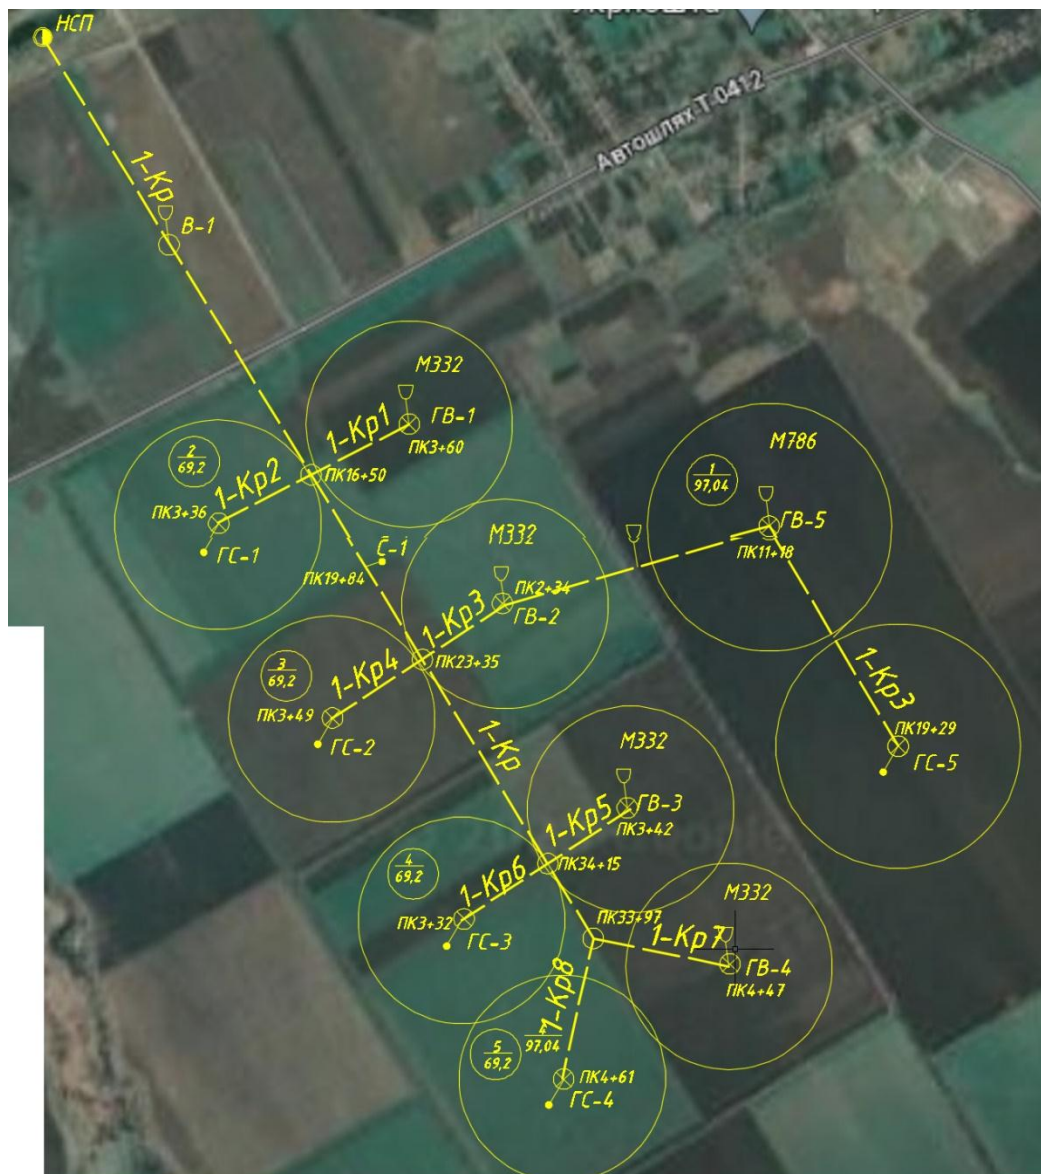 НСП
Автошлях Т-0412
1-Кр
В-1
М332
ГВ-1
1-Кр1
ПК3+60
2
69,2
1-Кр2
ПК16+50
ПК3+36
ГС-1
М786
1
97,04
ГВ-5
ПК11+18
С-1
ПК19+84
М332
ПК2+34
ГВ-2
1-Кр3
ПК23+35
3
69,2
1-Кр4
ПК3+49
ГС-2
1-Кр3
ПК19+29
ГС-5
1-Кр
М332
ГВ-3
1-Кр5
ПК3+42
ПК34+15
4
69,2
1-Кр6
ПК3+32
ГС-3
М332
ПК33+97
1-Кр7
ГВ-4
ПК4+47
1-Кр8
4
97,04
5
69,2
ПК4+61
ГС-4